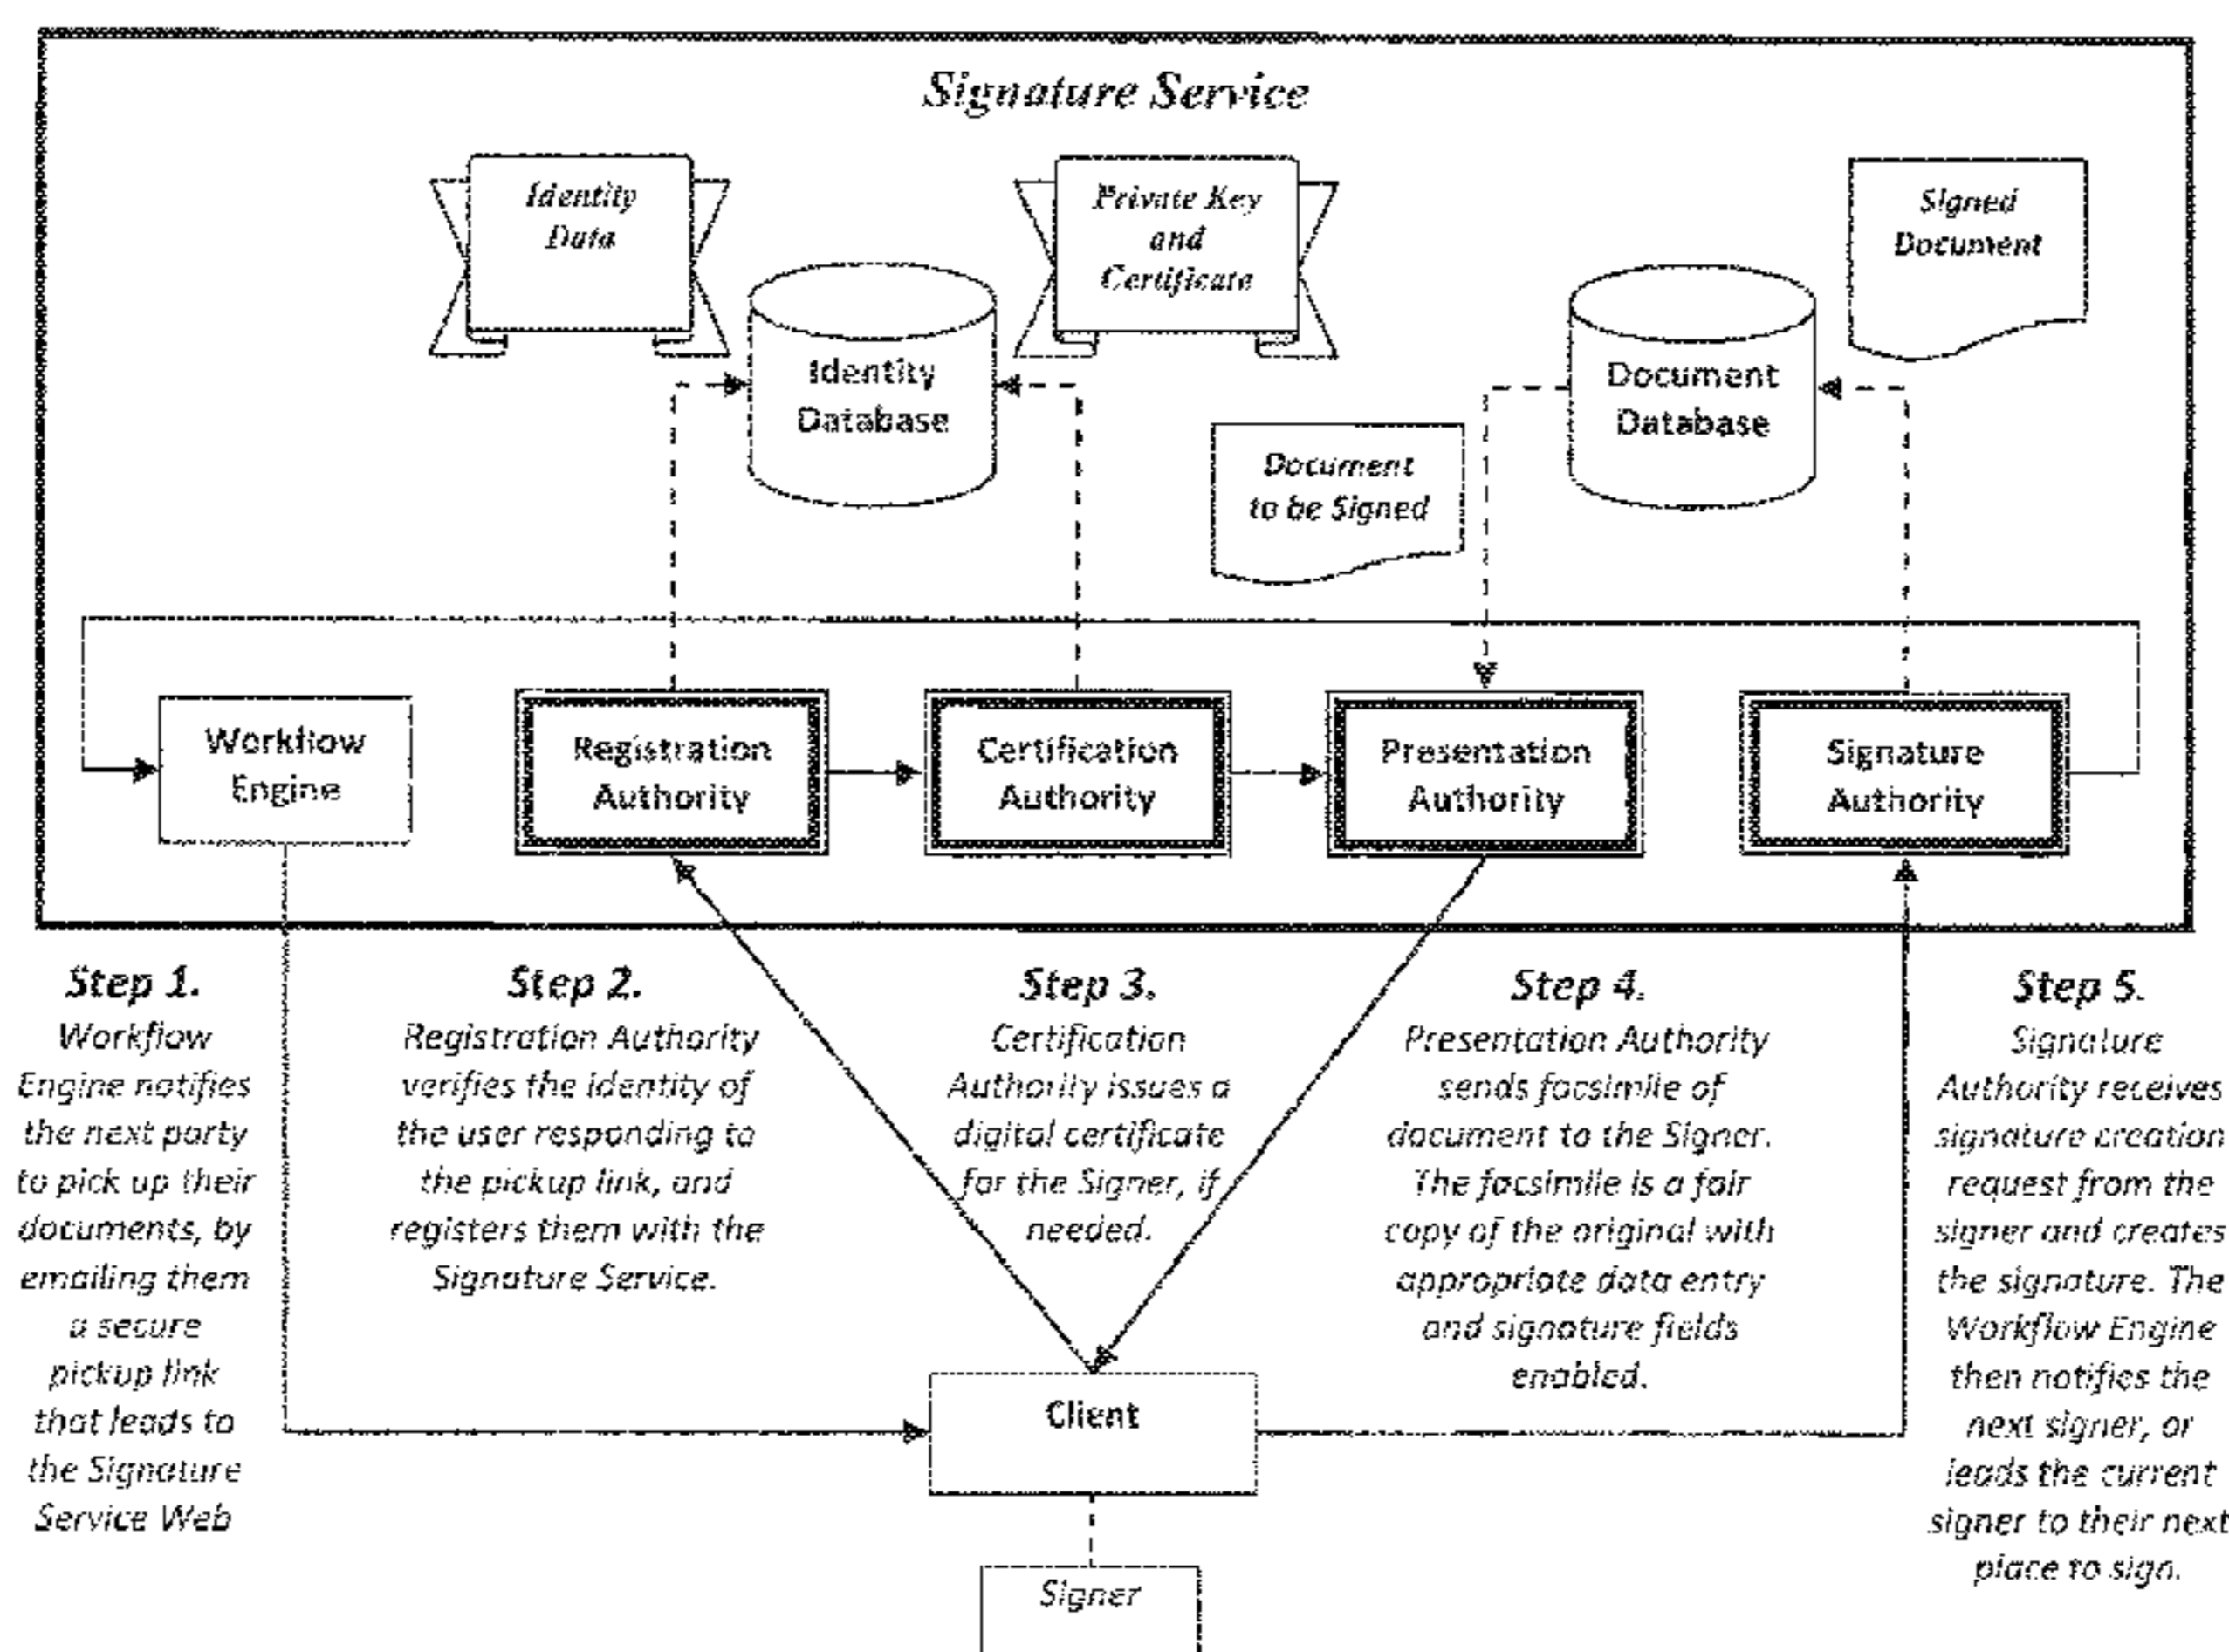 Signature Service
Identity
Data
Private Key
and
Certificate
Signed
Document
Identity
Database
Document
Database
Document
to be Signed
Workflow
Engine
Registration
Authority
Certification
Authority
Presentation
Authority
Signature
Authority
Step 1.
Workflow
Engine notifies
the next party
to pick up their
documents, by
emailing them
a secure
pickup link
that leads to
the Signature
Service Web
Step 2.
Registration Authority
verifies the identity of
the user responding to
the pickup link, and
registers them with the
Signature Service.
Step 3.
Certification
Authority issues a
digital certificate
for the Signer, if
needed.
Step 4.
Presentation Authority
sends facsimile of
document to the Signer.
The facsimile is a fair
copy of the original with
appropriate data entry
and signature fields
enabled.
Step 5.
Signature
Authority receives
signature creation
request from the
signer and creates
the signature. The
Workflow Engine
then notifies the
next signer, or
leads the current
signer to their next
place to sign.
Client
Signer